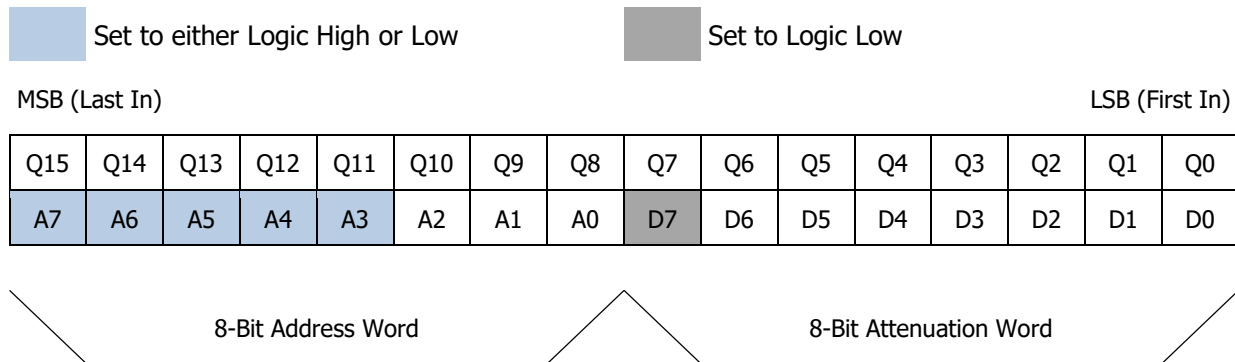 Set to either Logic High or Low Set to Logic Low
MSB (Last In) LSB (First In)
Q15 Q14 Q13 Q12 Q11 Q10 Q9 Q8 Q7 Q6 Q5 Q4 Q3 Q2 Q1 Q0
A7 A6 A5 A4 A3 A2 A1 A0 D7 D6 D5 D4 D3 D2 D1 D0
8-Bit Address Word 8-Bit Attenuation Word